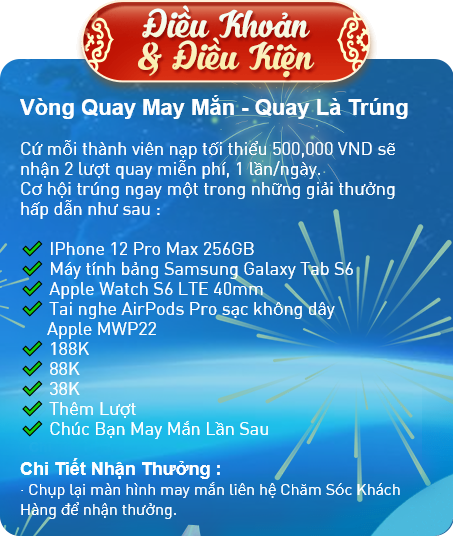 Điều Khoản
& Điều Kiện
Vòng Quay May Mắn - Quay Là Trúng
Cứ mỗi thành viên nạp tối thiểu 500,000 VND sẽ
nhận 2 lượt quay miễn phí, 1 lần/ngày.
Cơ hội trúng ngay một trong những giải thưởng
hấp dẫn như sau :
IPhone 12 Pro Max 256GB
Máy tính bảng Samsung Galaxy Tab S6
Apple Watch S6 LTE 40mm
Tai nghe AirPods Pro sạc không dây
Apple MWP22
188K
88K
38K
Thêm Lượt
Chúc Bạn May Mắn Lần Sau
Chi Tiết Nhận Thưởng :
· Chụp lại màn hình may mắn liên hệ Chăm Sóc Khách
Hàng để nhận thưởng.